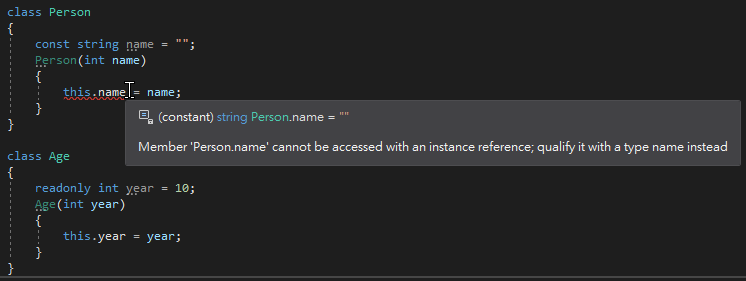 class Person
{
    const string name = "";
    Person(int name)
    {
        this.name = name;
    }
}
(constant) string Person.name = ""
Member 'Person.name' cannot be accessed with an instance reference; qualify it with a type name instead
class Age
{
    readonly int year = 10;
    Age(int year)
    {
        this.year = year;
    }
}